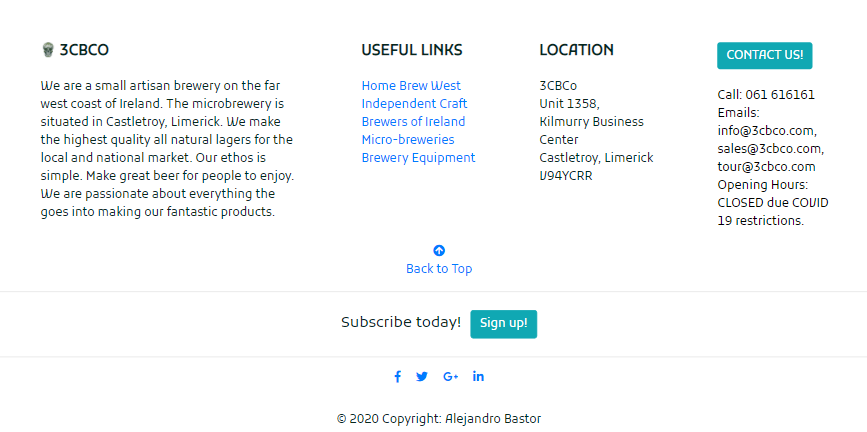 3CBCO
We are a small artisan brewery on the far
west coast of Ireland. The microbrewery is
situated in Castletroy, Limerick. We make
the highest quality all natural lagers for the
local and national market. Our ethos is
simple. Make great beer for people to enjoy.
We are passionate about everything the
goes into making our fantastic products.
USEFUL LINKS
Home Brew West
Independent Craft
Brewers of Ireland
Micro-breweries
Brewery Equipment
LOCATION
3CBCo
Unit 1358,
Kilmurry Business
Center
Castletroy, Limerick
V94YCRR
CONTACT US!
Call: 061 616161
Emails:
info@3cbco.com,
sales@3cbco.com,
tour@3cbco.com
Opening Hours:
CLOSED due COVID
19 restrictions.
Back to Top
Subscribe today! Sign up!
© 2020 Copyright: Alejandro Bastor